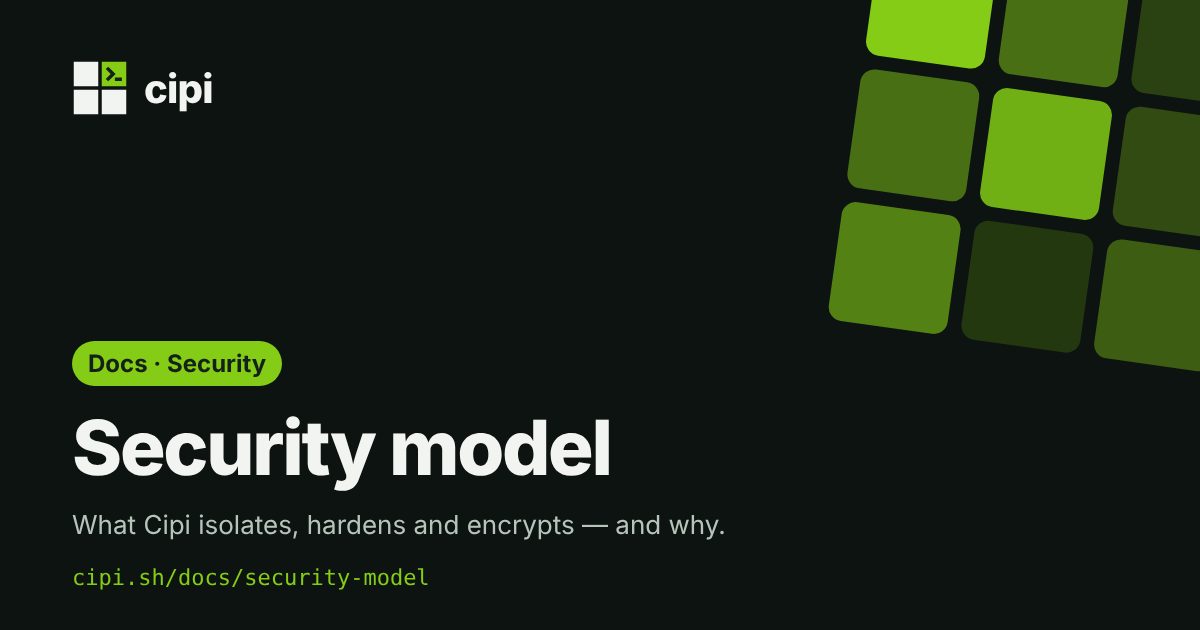 cipi
Docs · Security
Security model
What Cipi isolates, hardens and encrypts — and why.
cipi.sh/docs/security-model